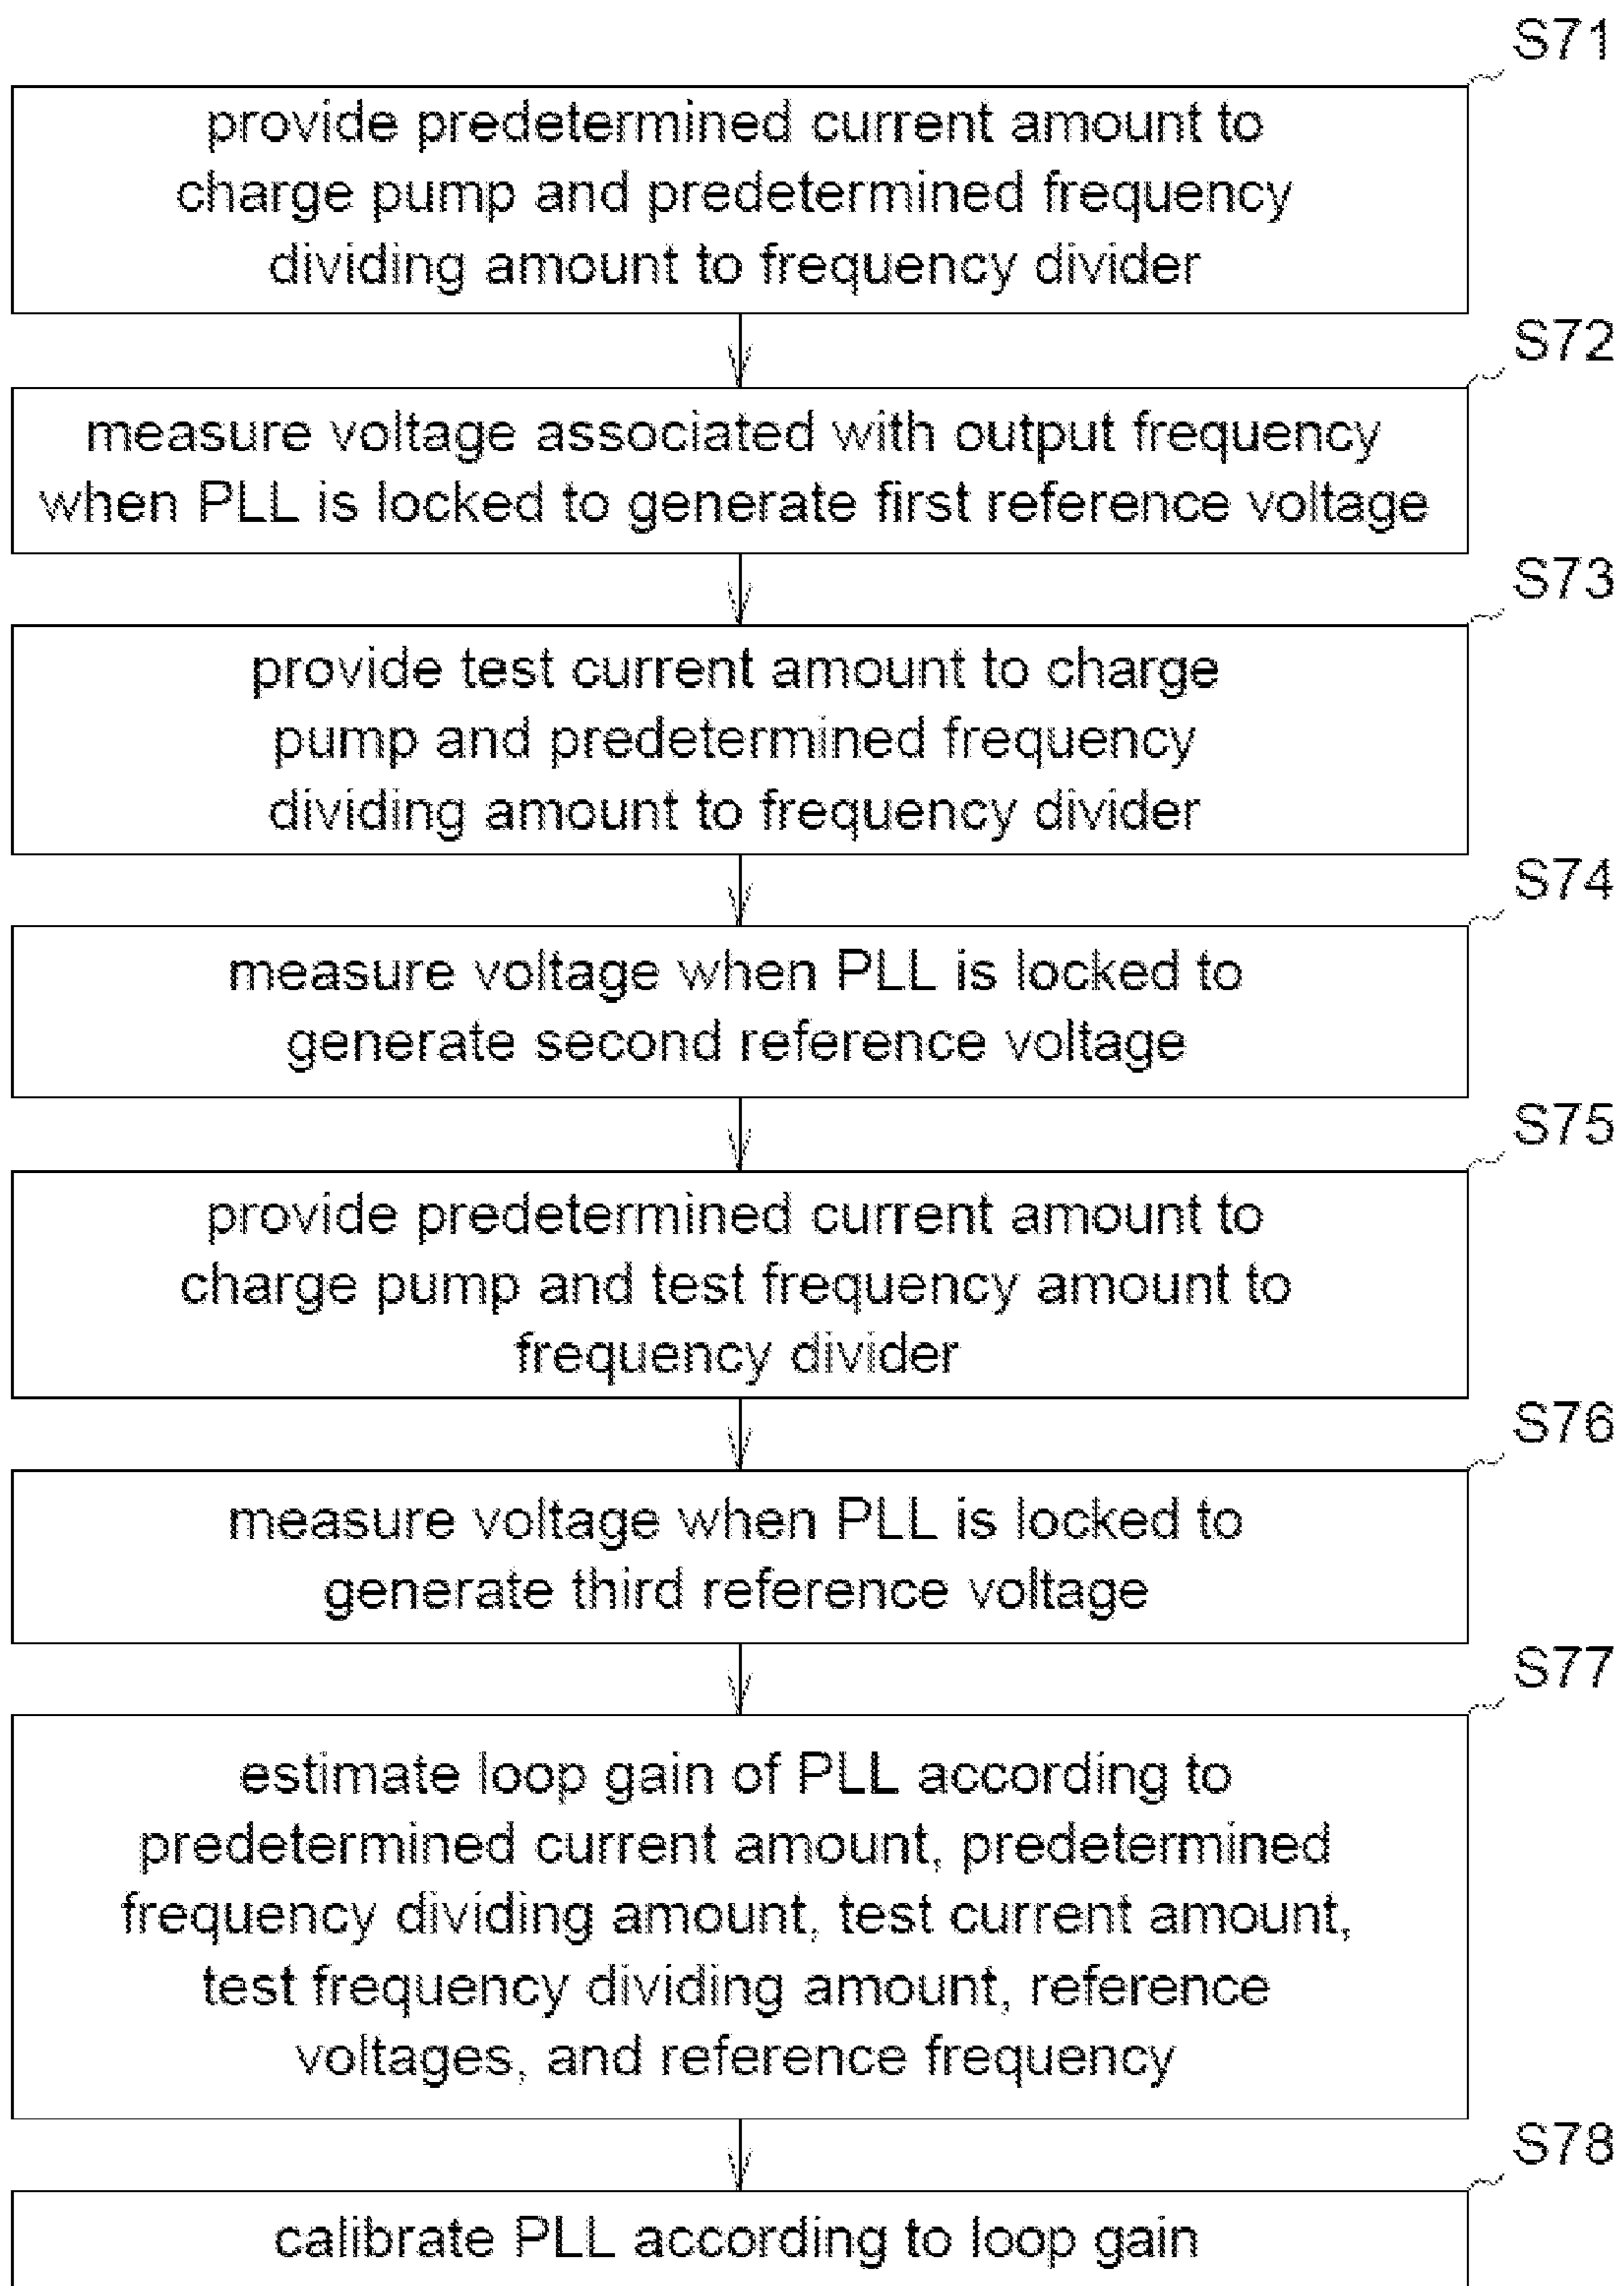 S71
provide predetermined current amount to
charge pump and predetermined frequency
dividing amount to frequency divider
S72
measure voltage associated with output frequency
when PLL is locked to generate first reference voltage
S73
provide test current amount to charge
pump and predetermined frequency
dividing amount to frequency divider
S74
measure voltage when PLL is locked to
generate second reference voltage
S75
provide predetermined current amount to
charge pump and test frequency amount to
frequency divider
S76
measure voltage when PLL is locked to
generate third reference voltage
S77
estimate loop gain of PLL according to
predetermined current amount, predetermined
frequency dividing amount, test current amount,
test frequency dividing amount, reference
voltages, and reference frequency
S78
calibrate PLL according to loop gain